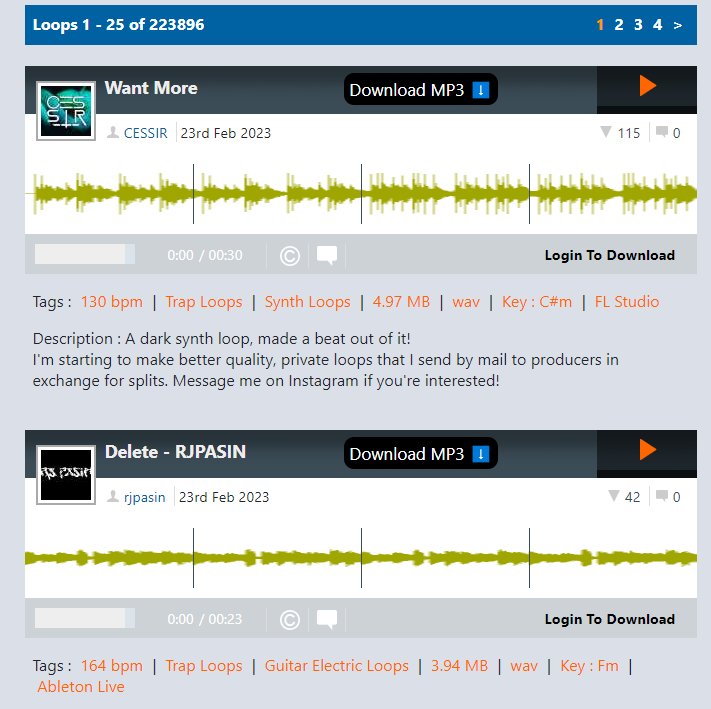 Loops 1 - 25 of 223896 1 2 3 4 >
Want More Download MP3 ⬇
CES
SIR
CESSIR 23rd Feb 2023 115 0
0:00 / 00:30 © Login To Download
Tags : 130 bpm | Trap Loops | Synth Loops | 4.97 MB | wav | Key : C#m | FL Studio
Description : A dark synth loop, made a beat out of it!
I'm starting to make better quality, private loops that I send by mail to producers in
exchange for splits. Message me on Instagram if you're interested!
Delete - RJPASIN Download MP3 ⬇
RJ PASIN
rjpasin 23rd Feb 2023 42 0
0:00 / 00:23 © Login To Download
Tags : 164 bpm | Trap Loops | Guitar Electric Loops | 3.94 MB | wav | Key : Fm |
Ableton Live